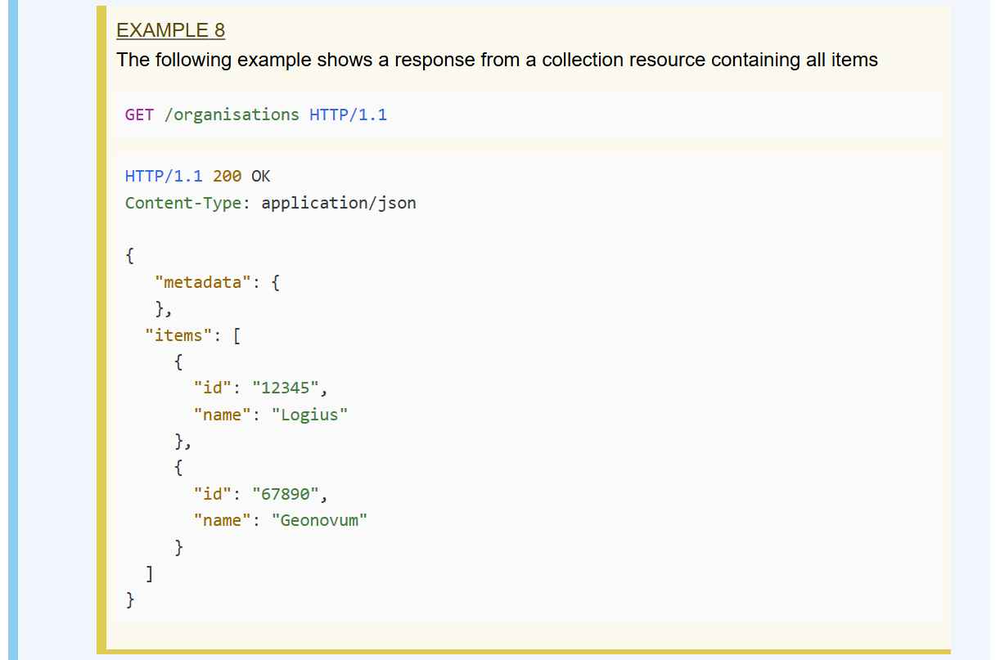 EXAMPLE 8
The following example shows a response from a collection resource containing all items
GET /organisations HTTP/1.1
HTTP/1.1 200 OK
Content-Type: application/json
{
   "metadata": {
   },
  "items": [
     {
       "id": "12345",
       "name": "Logius"
     },
     {
       "id": "67890",
       "name": "Geonovum"
     }
  ]
}